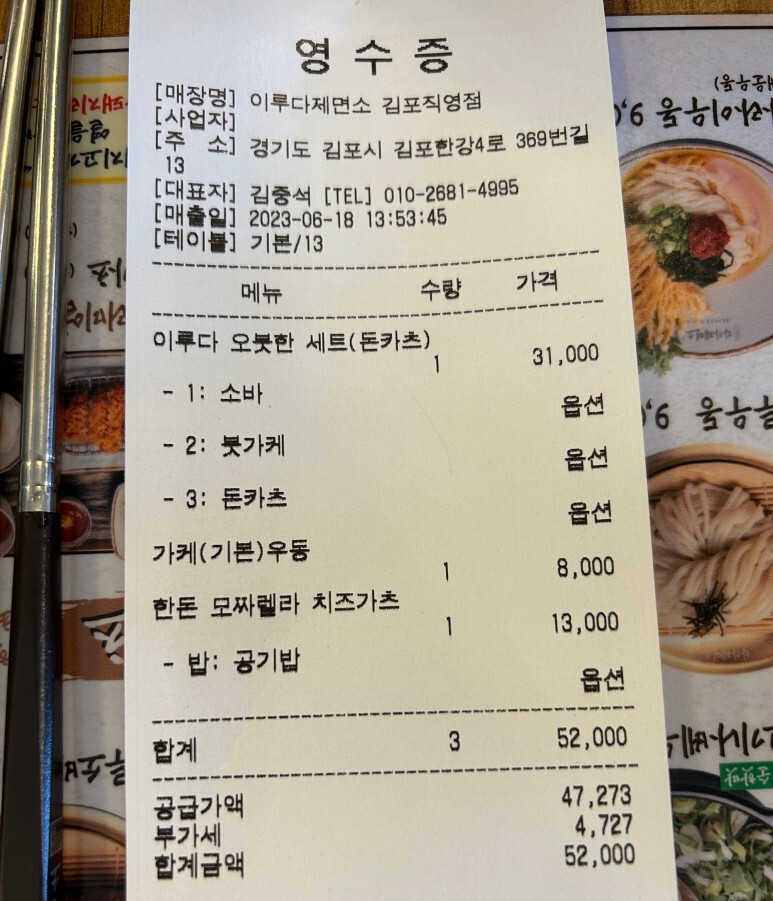 영 수 증
[매장명] 이루다제면소 김포직영점
[사업자]
[주 소] 경기도 김포시 김포한강4로 369번길
13
[대표자] 김중석 [TEL] 010-2681-4995
[매출일] 2023-06-18 13:53:45
[테이블] 기본/13
메뉴 수량 가격
이루다 오붓한 세트(돈카츠)
1 31,000
- 1: 소바
옵션
- 2: 붓가케
옵션
- 3: 돈카츠
옵션
가케(기본)우동
1 8,000
한돈 모짜렐라 치즈가츠
1 13,000
- 밥: 공기밥
옵션
합계 3 52,000
공급가액 47,273
부가세 4,727
합계금액 52,000